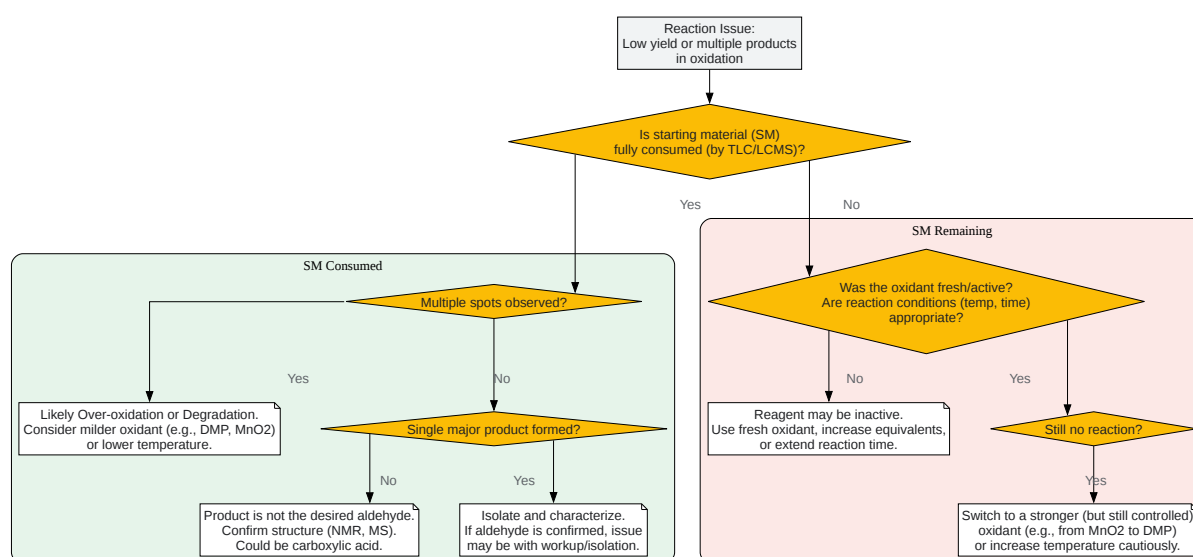 Reaction Issue:
Low yield or multiple products
in oxidation
Is starting material (SM)
fully consumed (by TLC/LCMS)?
Yes
No
SM Consumed
Multiple spots observed?
Yes
No
Likely Over-oxidation or Degradation.
Consider milder oxidant (e.g., DMP, MnO2)
or lower temperature.
Single major product formed?
No
Yes
Product is not the desired aldehyde.
Confirm structure (NMR, MS).
Could be carboxylic acid.
Isolate and characterize.
If aldehyde is confirmed, issue
may be with workup/isolation.
SM Remaining
Was the oxidant fresh/active?
Are reaction conditions (temp, time)
appropriate?
No
Yes
Reagent may be inactive.
Use fresh oxidant, increase equivalents,
or extend reaction time.
Still no reaction?
Yes
Switch to a stronger (but still controlled)
oxidant (e.g., from MnO2 to DMP)
or increase temperature cautiously.